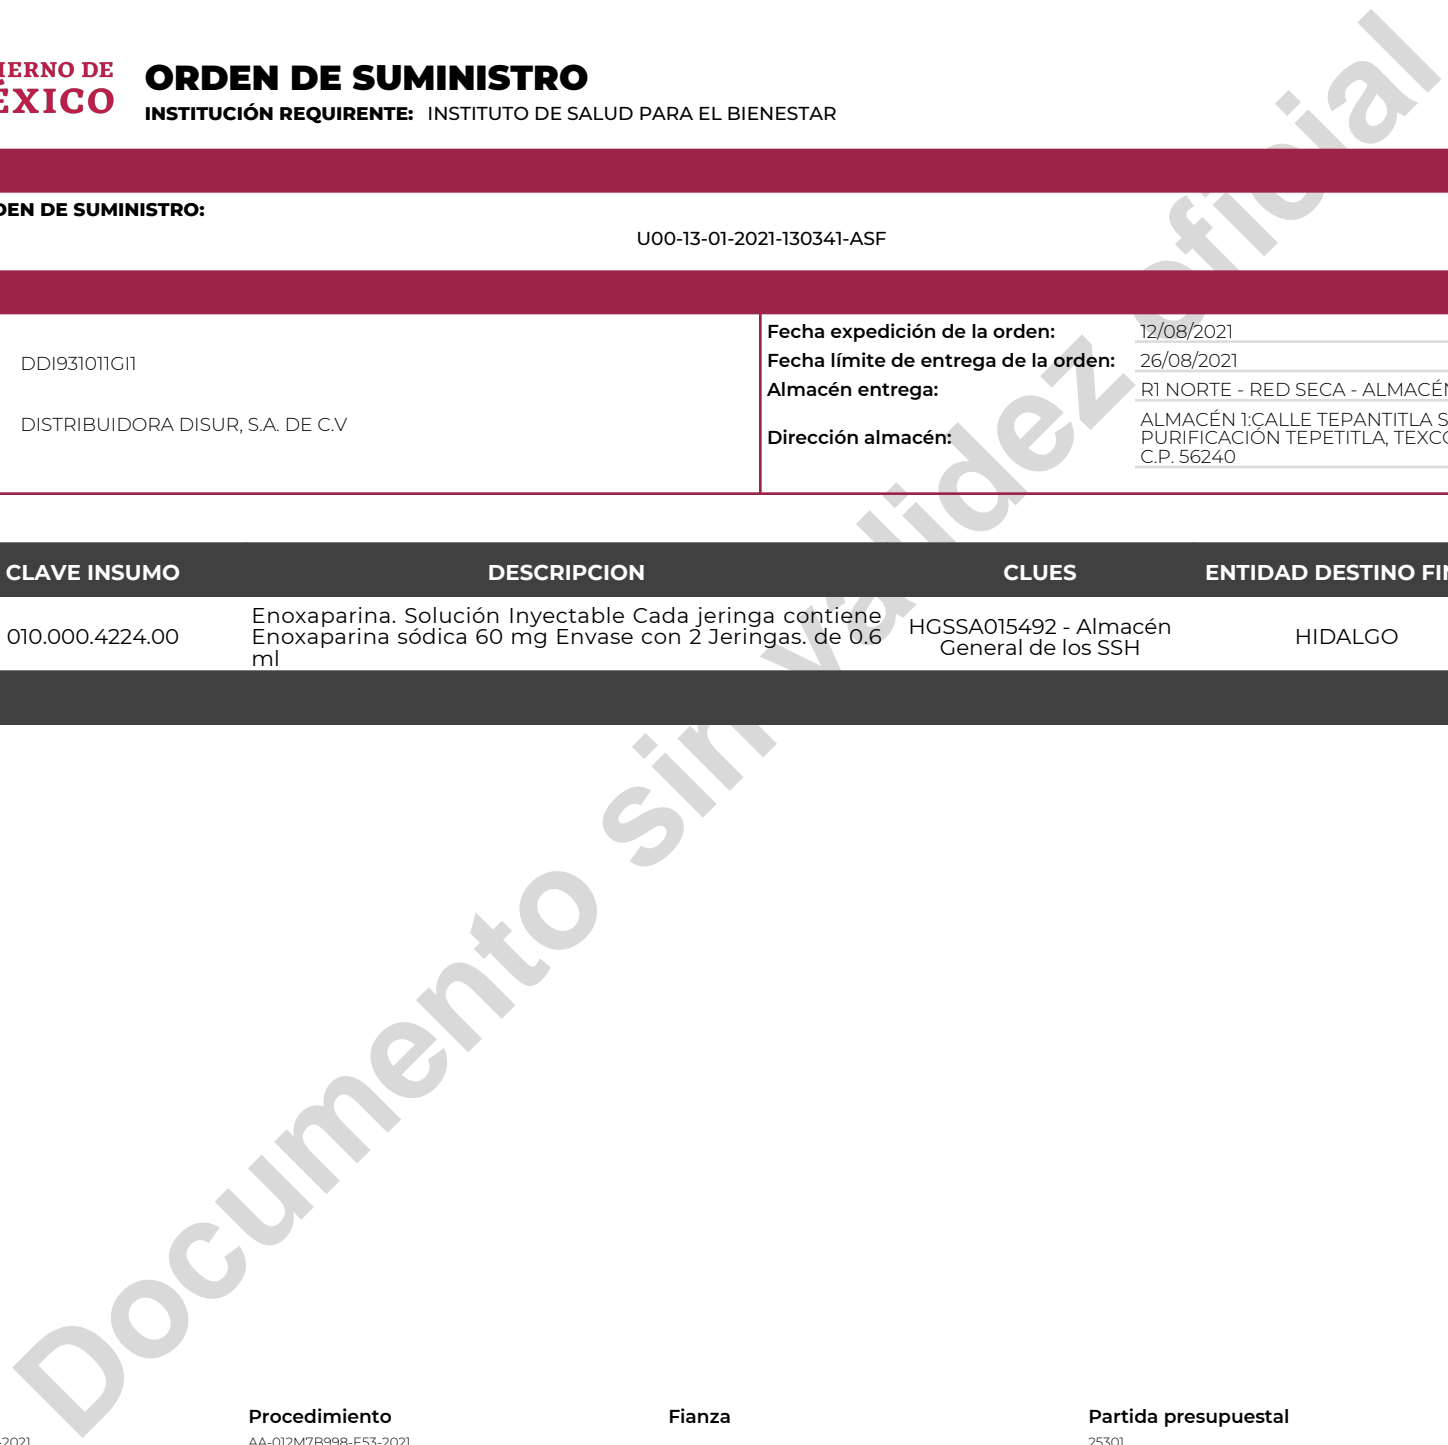 ORDEN DE SUMINISTRO
INSTITUCIÓN REQUIRENTE: INSTITUTO DE SALUD PARA EL BIENESTAR
IERNO DE
ÉXICO
DEN DE SUMINISTRO:
U00-13-01-2021-130341-ASF
DDI931011GI1
DISTRIBUIDORA DISUR, S.A. DE C.V
Fecha expedición de la orden: 12/08/2021
Fecha límite de entrega de la orden: 26/08/2021
Almacén entrega: R1 NORTE - RED SECA - ALMACÉN
Dirección almacén: ALMACÉN 1:CALLE TEPANTITLA S
PURIFICACIÓN TEPETITLA, TEXCO
C.P. 56240
CLAVE INSUMO DESCRIPCION CLUES ENTIDAD DESTINO FIN
010.000.4224.00
Enoxaparina. Solución Inyectable Cada jeringa contiene
Enoxaparina sódica 60 mg Envase con 2 Jeringas. de 0.6
ml
HGSSA015492 - Almacén
General de los SSH
HIDALGO
Documento sin validez oficial
Procedimiento Fianza Partida presupuestal
-2021 AA-012M7B998-E53-2021 25301